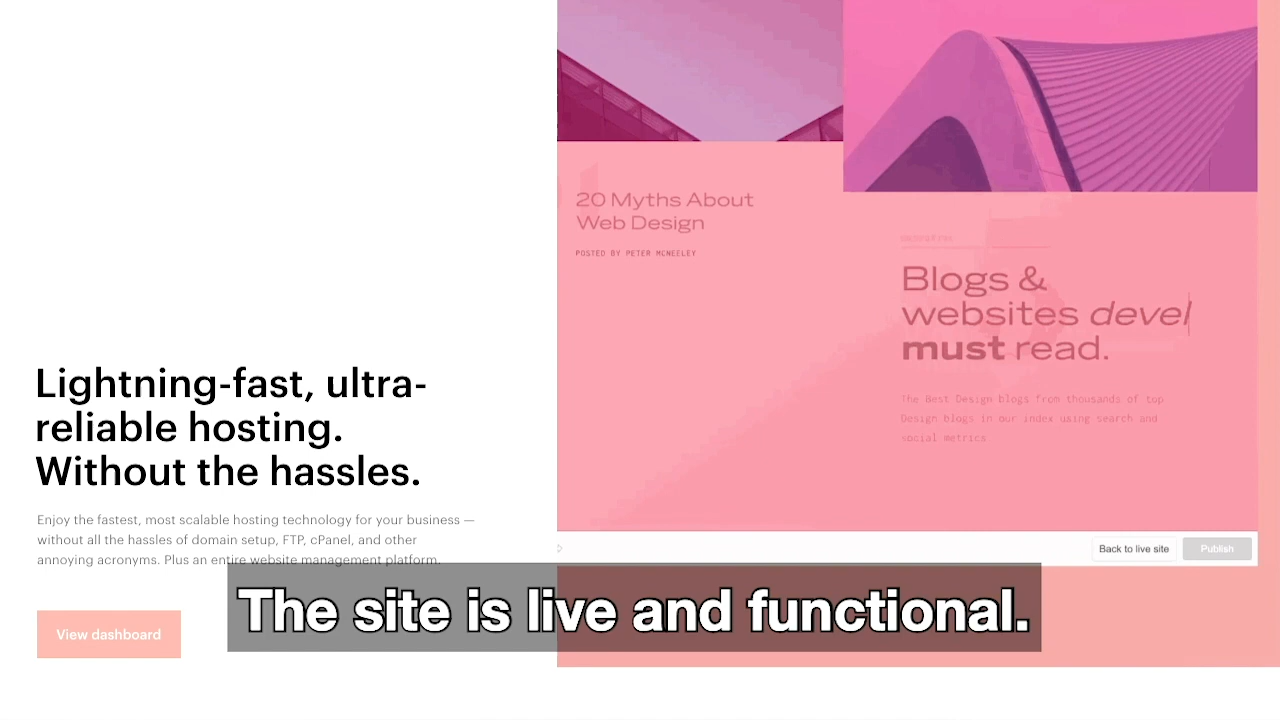 20 Myths About
Web Design
POSTED BY PETER MCNEELEY
Blogs &
websites devel
must read.
The Best Design blogs from thousands of top
Design blogs in our index using search and
social metrics
Back to live site
Publish
Lightning-fast, ultra-
reliable hosting.
Without the hassles.
Enjoy the fastest, most scalable hosting technology for your business —
without all the hassles of domain setup, FTP, cPanel, and other
annoying acronyms. Plus an entire website management platform.
View dashboard
The site is live and functional.